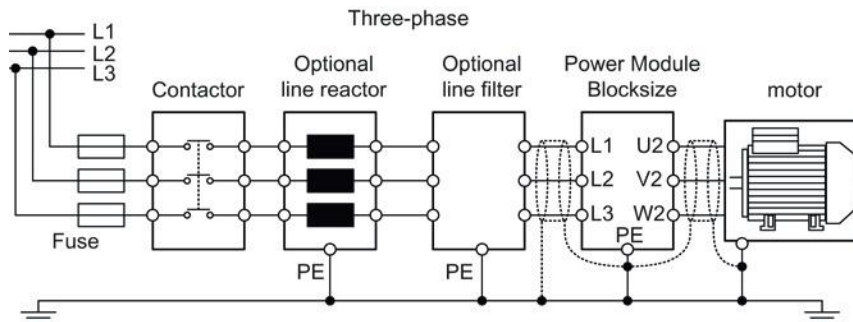 Three-phase
L1
L2
L3
Contactor
Optional
line reactor
Optional
line filter
Power Module
Blocksize
motor
L1 U2
L2 V2
L3 W2
Fuse
PE
PE
PE